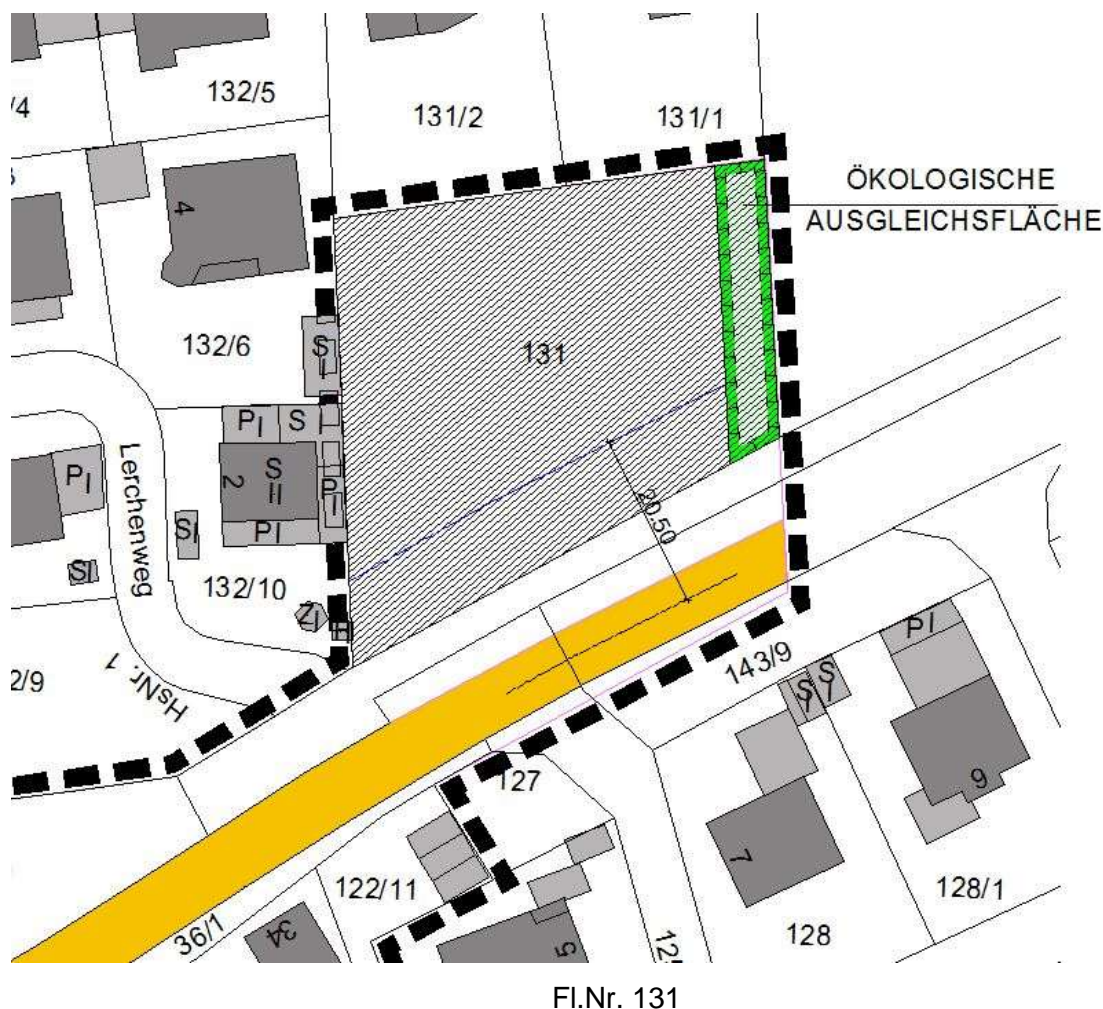 132/5
/4
131/2
131/1
ÖKOLOGISCHE
AUSGLEICHSFLÄCHE
4
132/6
S I
131
P I
S I
S II
2
P I
P I
P I
S I
S I
Lerchenweg
132/10
Z I
H
20.50
2/9
HsNr. 1
143/9
P I
S I
S I
127
9
7
122/11
128/1
36/1
34
5
125
128
Fl.Nr. 131